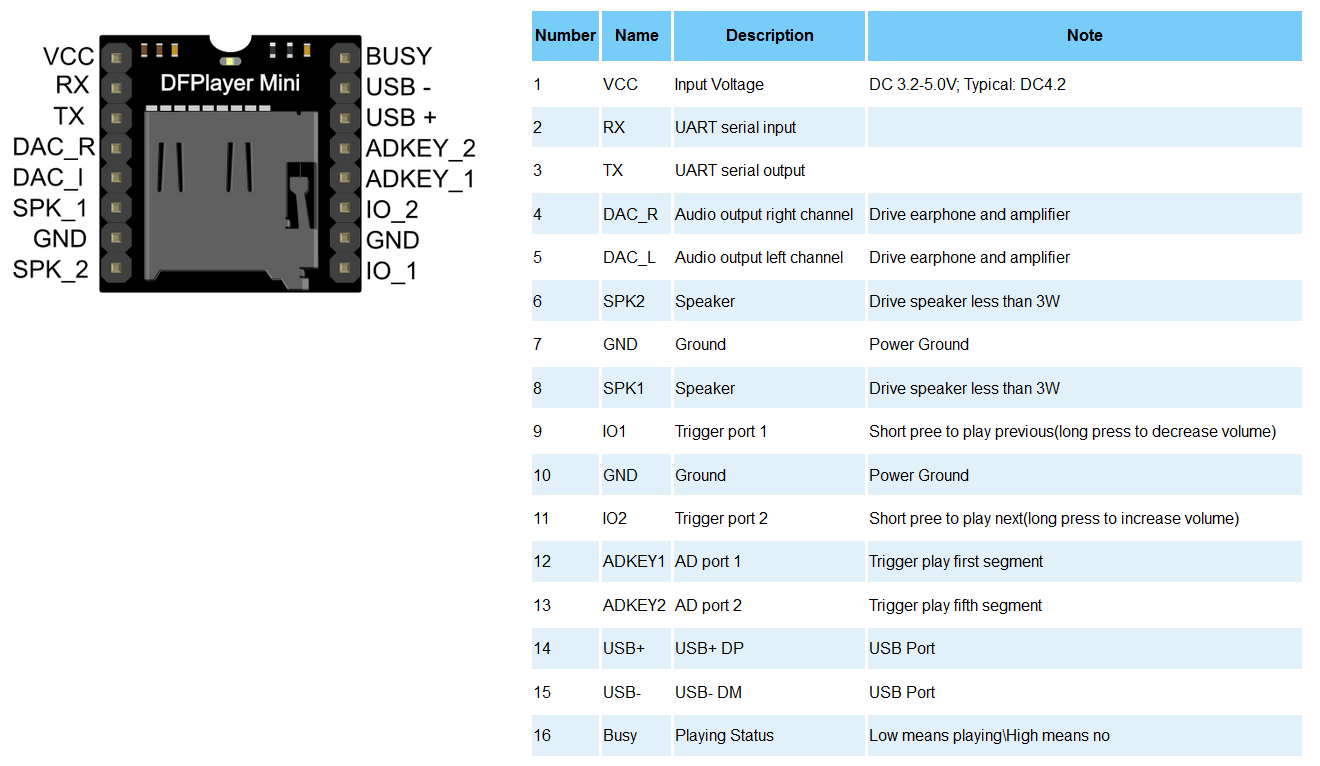 VCC
RX
TX
DAC_R
DAC_I
SPK_1
GND
SPK_2
DFPlayer Mini
BUSY
USB -
USB +
ADKEY_2
ADKEY_1
IO_2
GND
IO_1
Number Name Description Note
1 VCC Input Voltage DC 3.2-5.0V; Typical: DC4.2
2 RX UART serial input
3 TX UART serial output
4 DAC_R Audio output right channel Drive earphone and amplifier
5 DAC_L Audio output left channel Drive earphone and amplifier
6 SPK2 Speaker Drive speaker less than 3W
7 GND Ground Power Ground
8 SPK1 Speaker Drive speaker less than 3W
9 IO1 Trigger port 1 Short pree to play previous(long press to decrease volume)
10 GND Ground Power Ground
11 IO2 Trigger port 2 Short pree to play next(long press to increase volume)
12 ADKEY1 AD port 1 Trigger play first segment
13 ADKEY2 AD port 2 Trigger play fifth segment
14 USB+ USB+ DP USB Port
15 USB- USB- DM USB Port
16 Busy Playing Status Low means playing\High means no